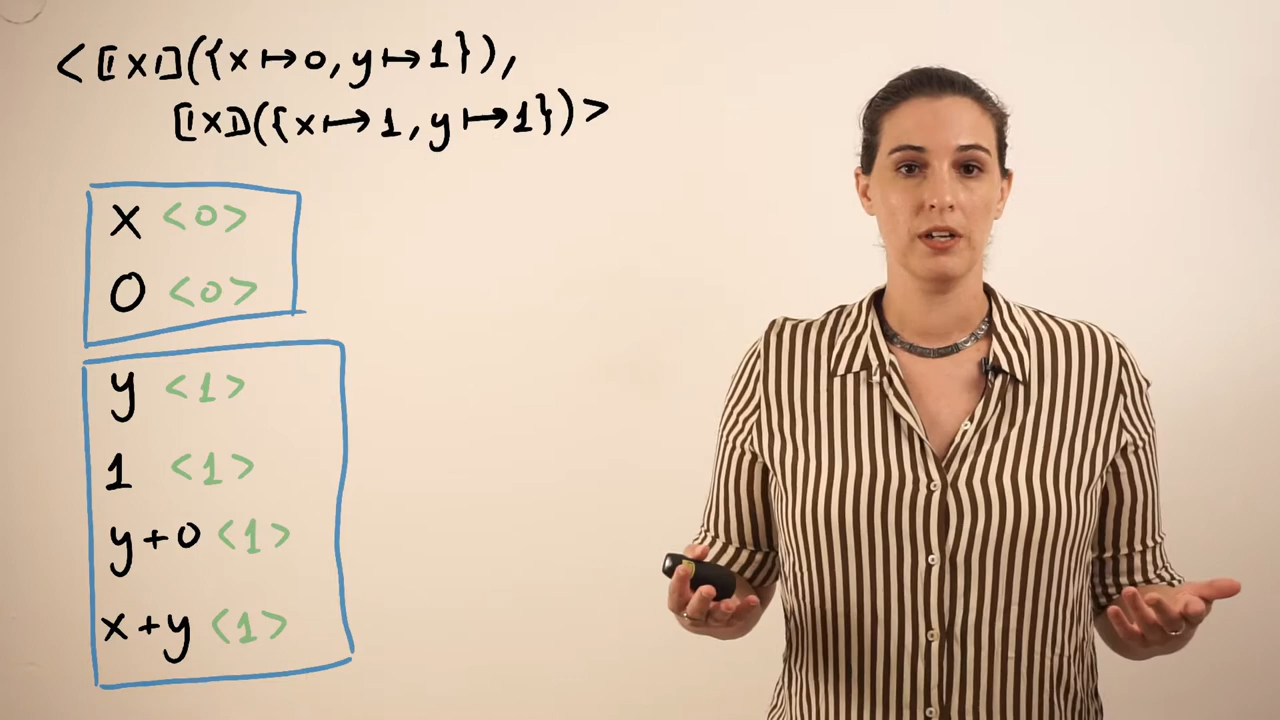 <⟦x⟧({x↦0,y↦1}),
⟦x⟧({x↦1,y↦1})>
x <0>
0 <0>
y <1>
1 <1>
y+0 <1>
x+y <1>